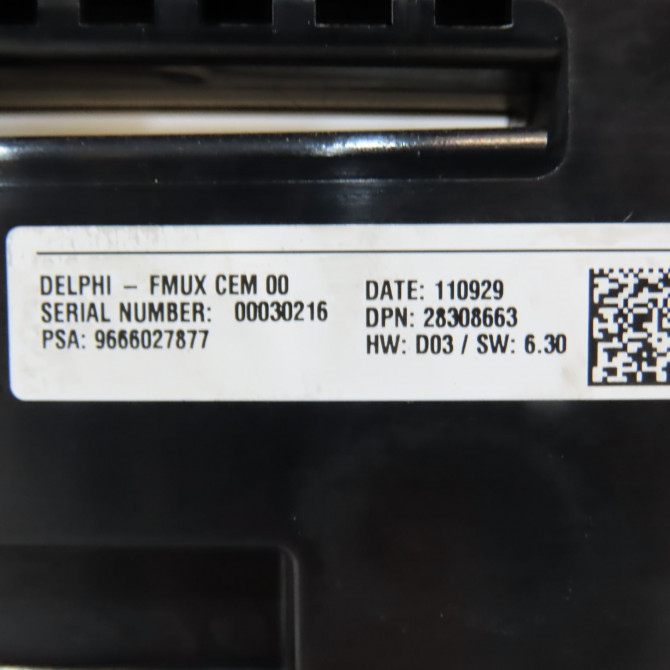 DELPHI - FMUX CEM 00
SERIAL NUMBER: 00030216
PSA: 9666027877
DATE: 110929
DPN: 28308663
HW: D03 / SW: 6.30